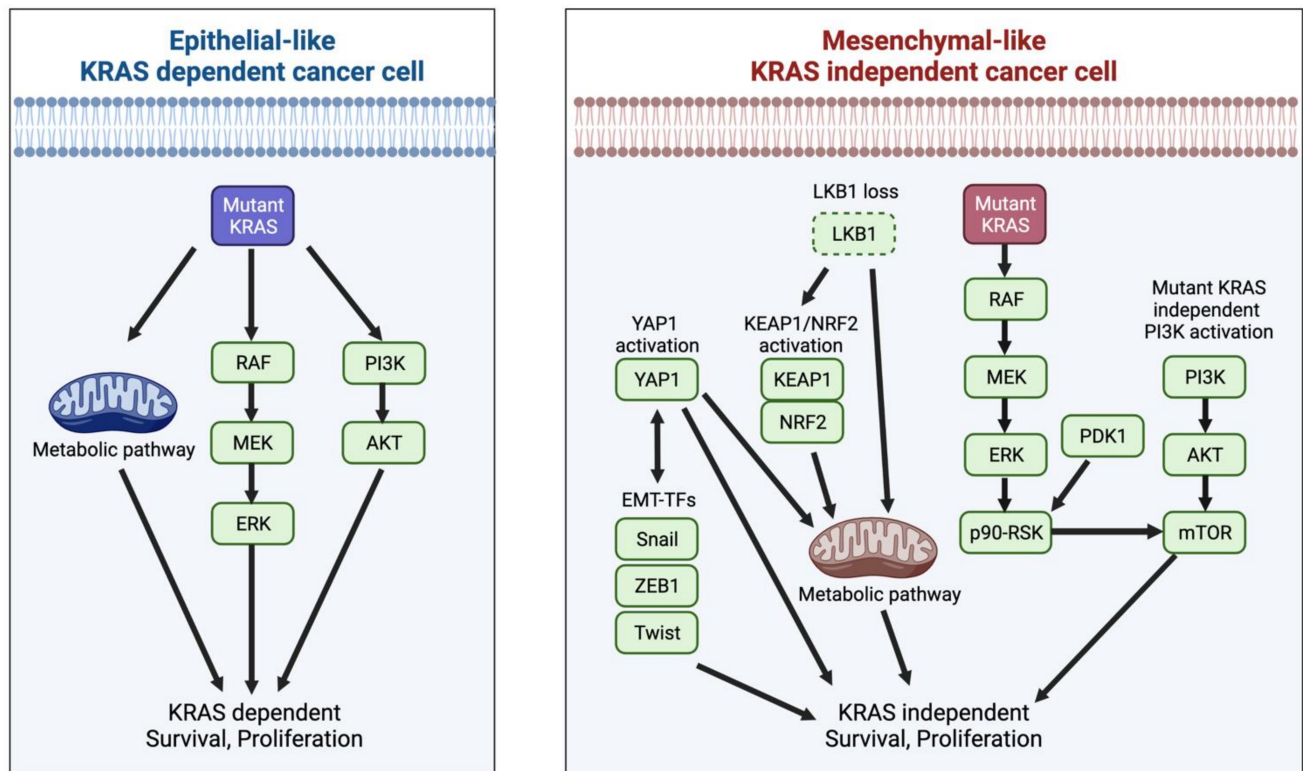 Epithelial-like
KRAS dependent cancer cell
Mutant
KRAS
RAF
PI3K
MEK
AKT
Metabolic pathway
ERK
KRAS dependent
Survival, Proliferation
Mesenchymal-like
KRAS independent cancer cell
LKB1 loss
LKB1
Mutant
KRAS
RAF
Mutant KRAS
independent
PI3K activation
YAP1
activation
KEAP1/NRF2
activation
YAP1
KEAP1
NRF2
MEK
PI3K
PDK1
ERK
AKT
EMT-TFs
Snail
ZEB1
Twist
p90-RSK
mTOR
Metabolic pathway
KRAS independent
Survival, Proliferation